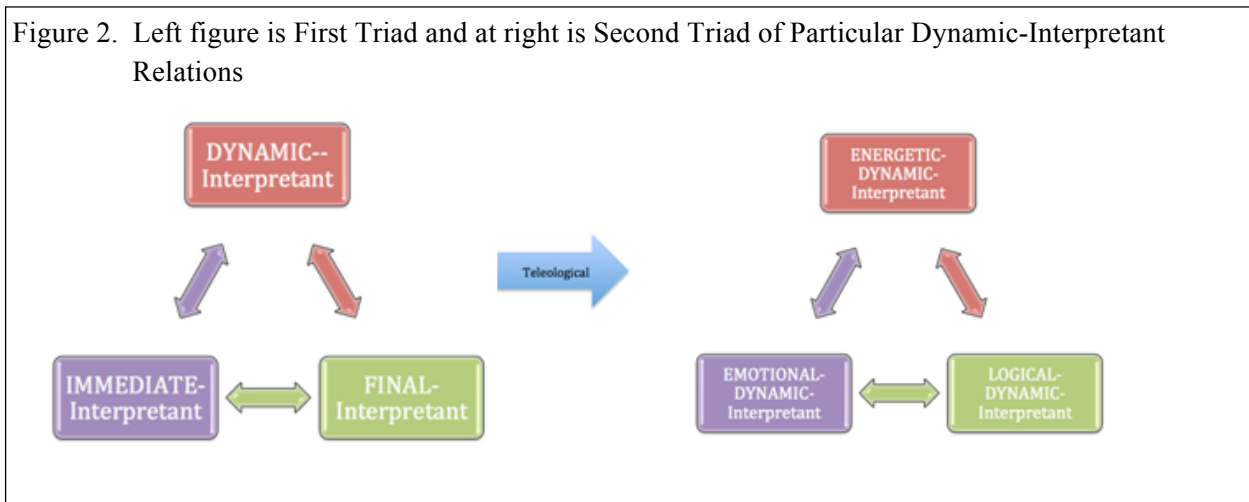 Figure 2. Left figure is First Triad and at right is Second Triad of Particular Dynamic-Interpretant
Relations
DYNAMIC--
Interpretant
IMMEDIATE-
Interpretant
FINAL-
Interpretant
Teleological
ENERGETIC-
DYNAMIC-
Interpretant
EMOTIONAL-
DYNAMIC-
Interpretant
LOGICAL-
DYNAMIC-
Interpretant